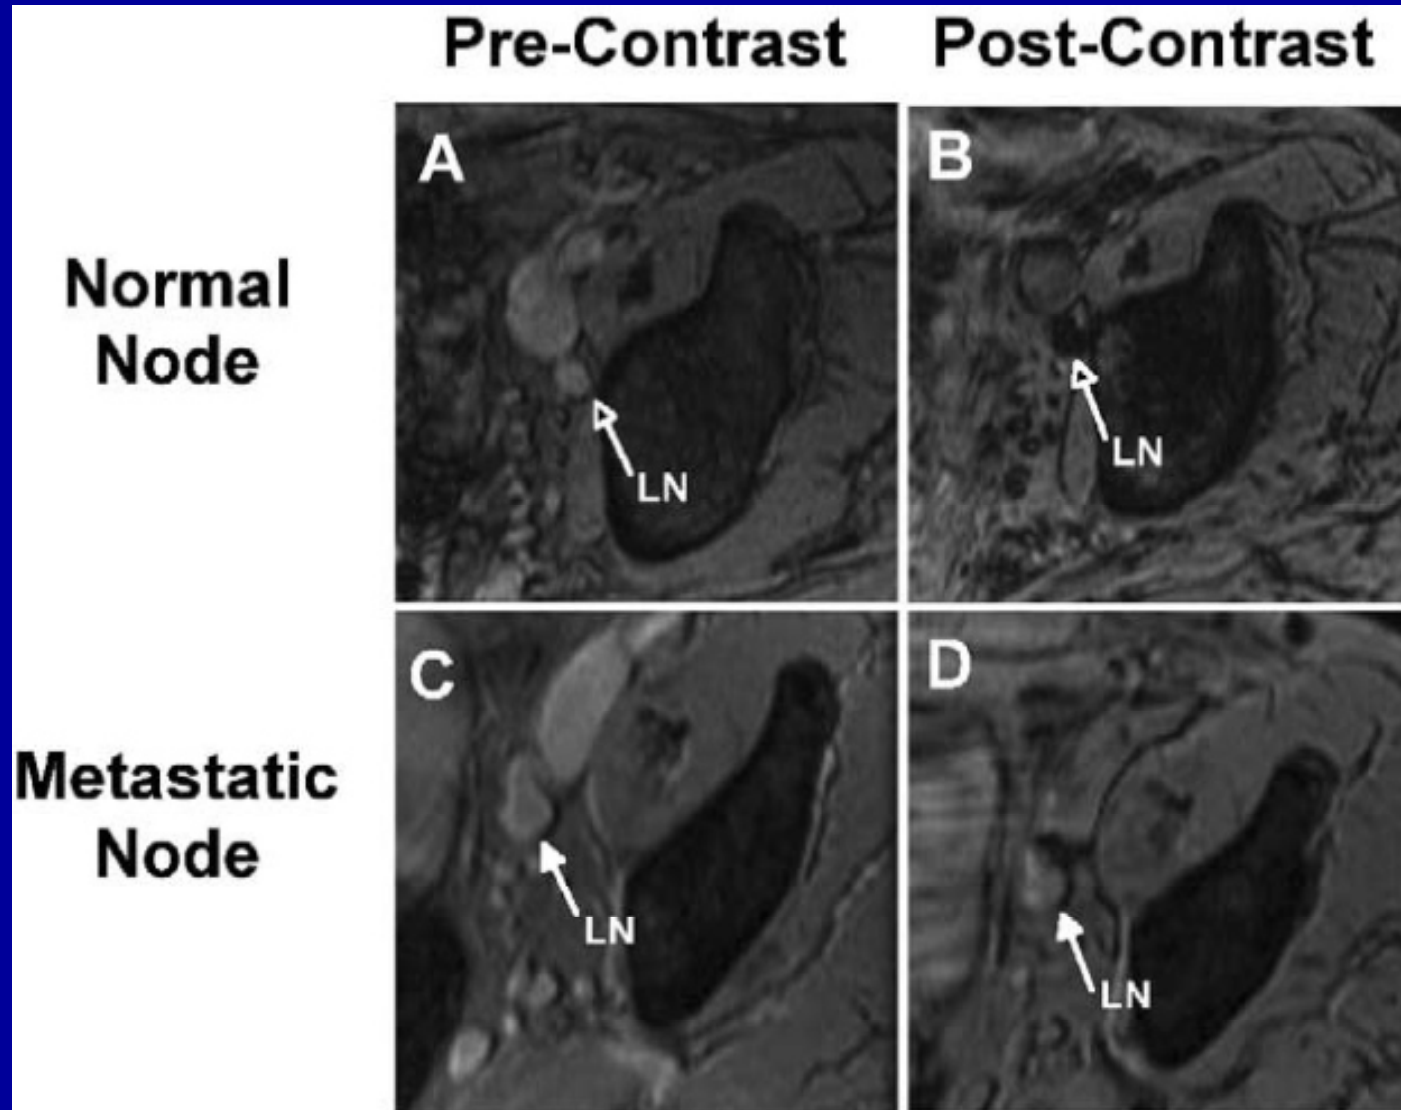 Pre-Contrast Post-Contrast
Normal
Node
A
LN
B
LN
Metastatic
Node
C
LN
D
LN